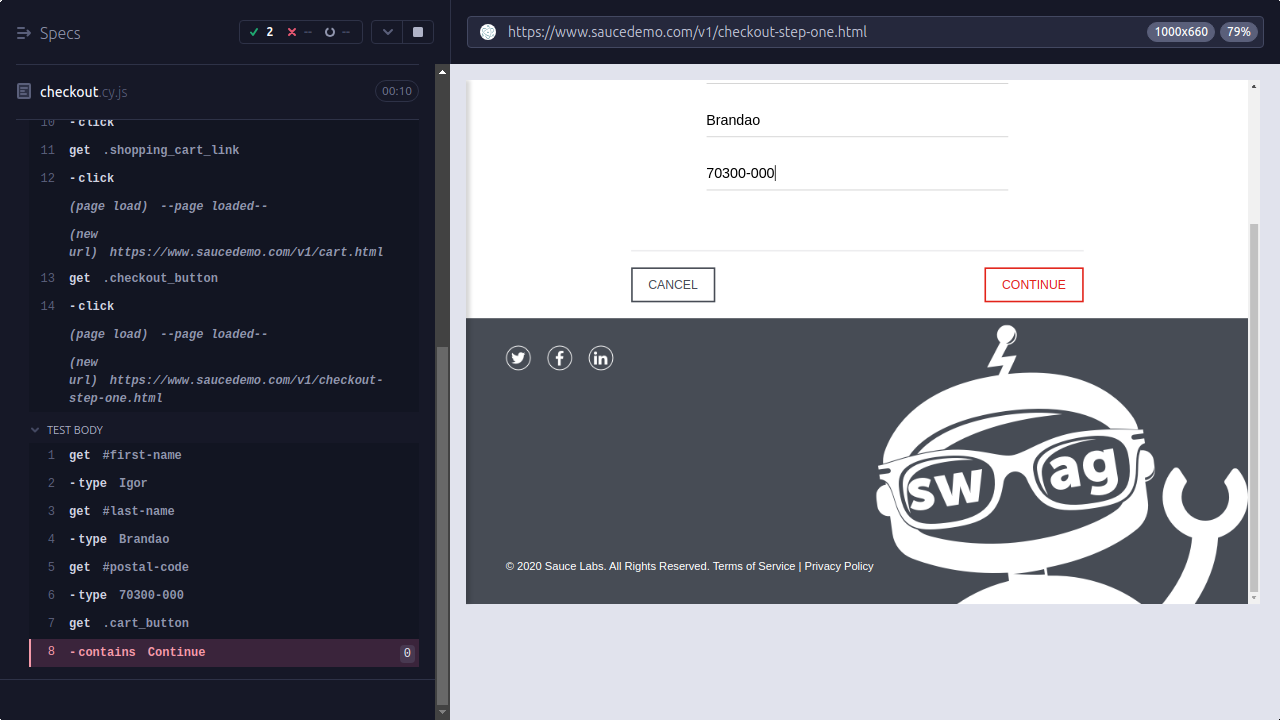 Specs
2
--
--
https://www.saucedemo.com/v1/checkout-step-one.html
1000x660
79%
checkout.cy.js
00:10
10 -click
11 get .shopping_cart_link
12 -click
(page load) --page loaded--
(new
url) https://www.saucedemo.com/v1/cart.html
13 get .checkout_button
14 -click
(page load) --page loaded--
(new
url) https://www.saucedemo.com/v1/checkout-
step-one.html
TEST BODY
1 get #first-name
2 -type Igor
3 get #last-name
4 -type Brandao
5 get #postal-code
6 -type 70300-000
7 get .cart_button
8 -contains Continue 0
Brandao
70300-000
CANCEL
CONTINUE
swag
© 2020 Sauce Labs. All Rights Reserved. Terms of Service | Privacy Policy